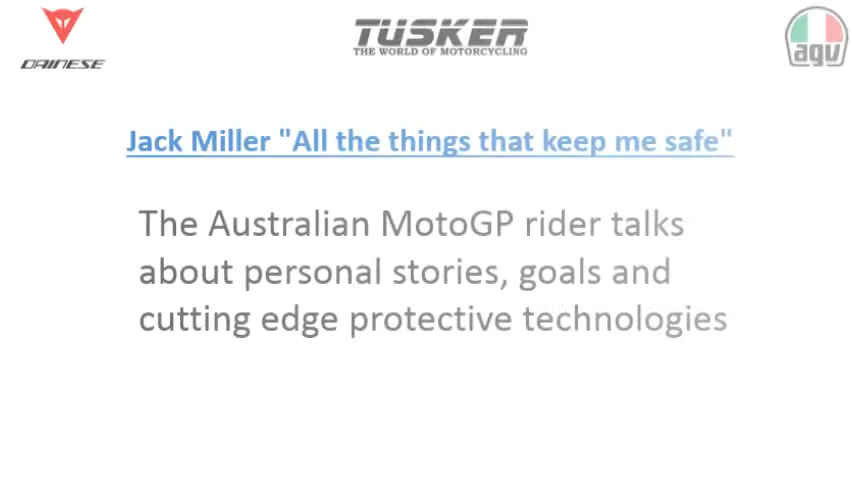 DAINESE
TUSKER
THE WORLD OF MOTORCYCLING
agv
Jack Miller "All the things that keep me safe"
The Australian MotoGP rider talks
about personal stories, goals and
cutting edge protective technologies